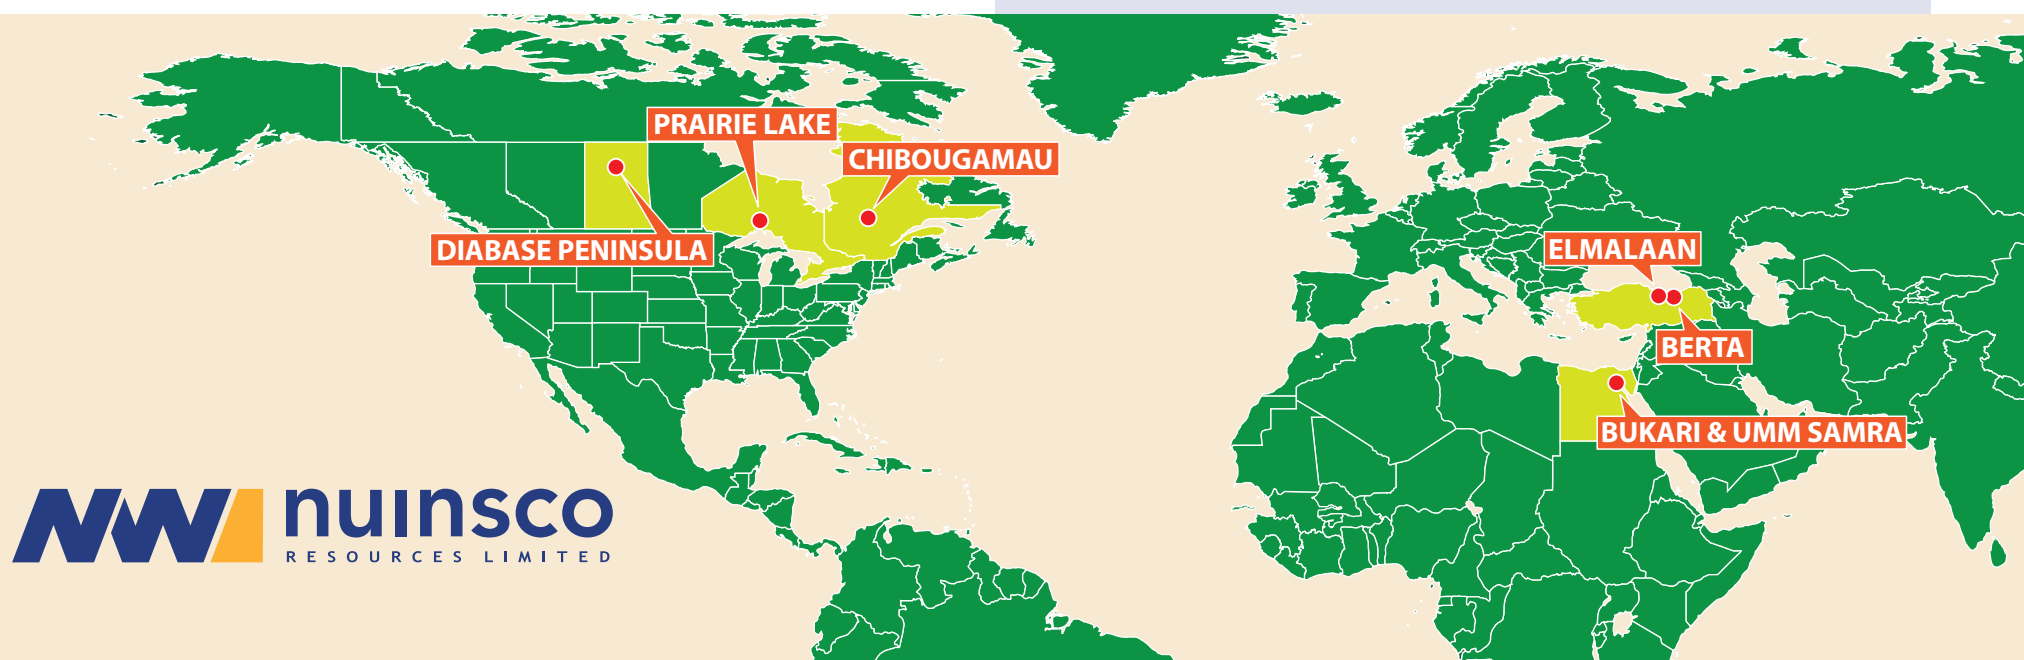 PRAIRIE LAKE
CHIBOUGAMAU
DIABASE PENINSULA
ELMALAAN
BERTA
BUKARI & UMM SAMRA
nuinsco
RESOURCES LIMITED